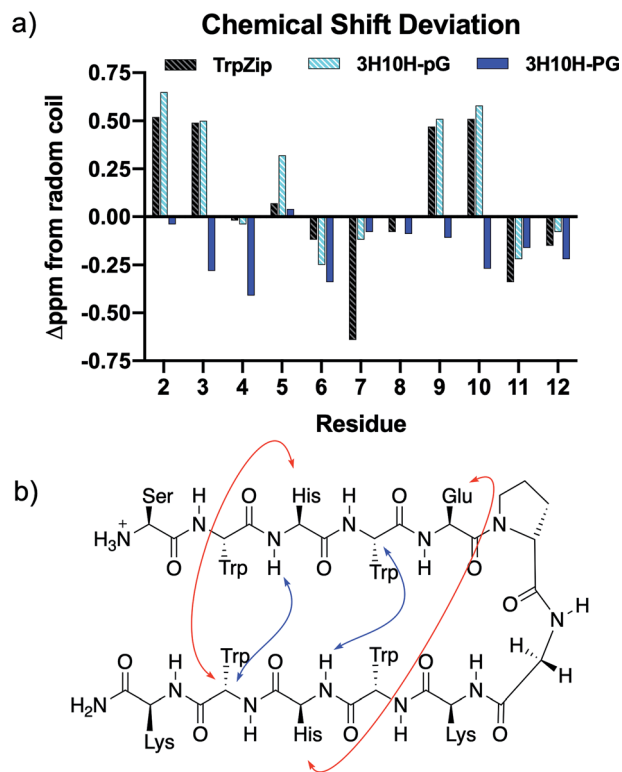 a) Chemical Shift Deviation
TrpZip 3H10H-pG 3H10H-PG
0.75
0.50
0.25
0.00
-0.25
-0.50
-0.75
Δppm from radom coil
2 3 4 5 6 7 8 9 10 11 12
Residue
b)
Ser H O His H O Glu
H₃N⁺ N N N
O Trp H O Trp O
O N H
H H
O H Trp O H O Trp O H
H₂N N N N
Lys O H His O H Lys O